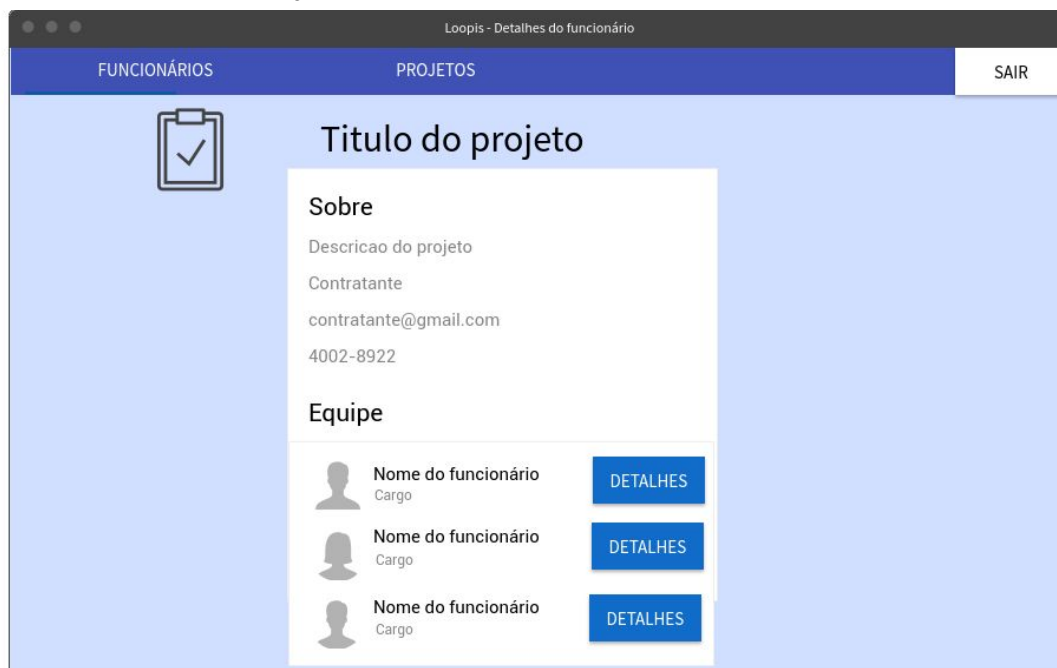 Loopis - Detalhes do funcionário
FUNCIONÁRIOS PROJETOS SAIR
Titulo do projeto
Sobre
Descricao do projeto
Contratante
contratante@gmail.com
4002-8922
Equipe
Nome do funcionário
Cargo
DETALHES
Nome do funcionário
Cargo
DETALHES
Nome do funcionário
Cargo
DETALHES